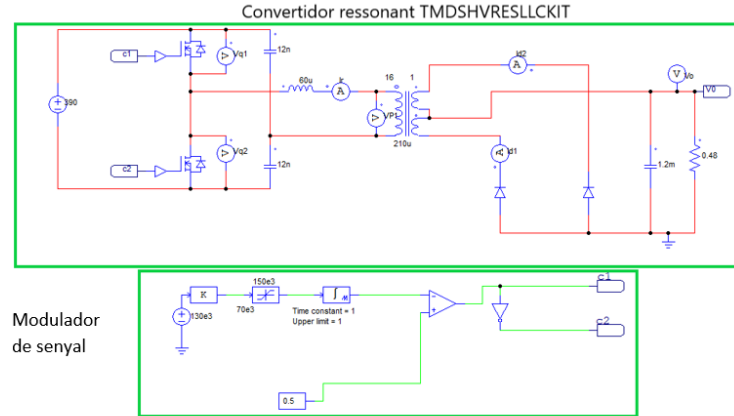 Convertidor ressonant TMDSHVRESLLCKIT
c1
Vq1
12n
390
60u
Ir
16
1
VP1
210u
Id2
Vo
V0
c2
Vq2
12n
Id1
1.2m
0.48
Modulador
de senyal
130e3
K
150e3
70e3
Time constant = 1
Upper limit = 1
0.5
c1
c2